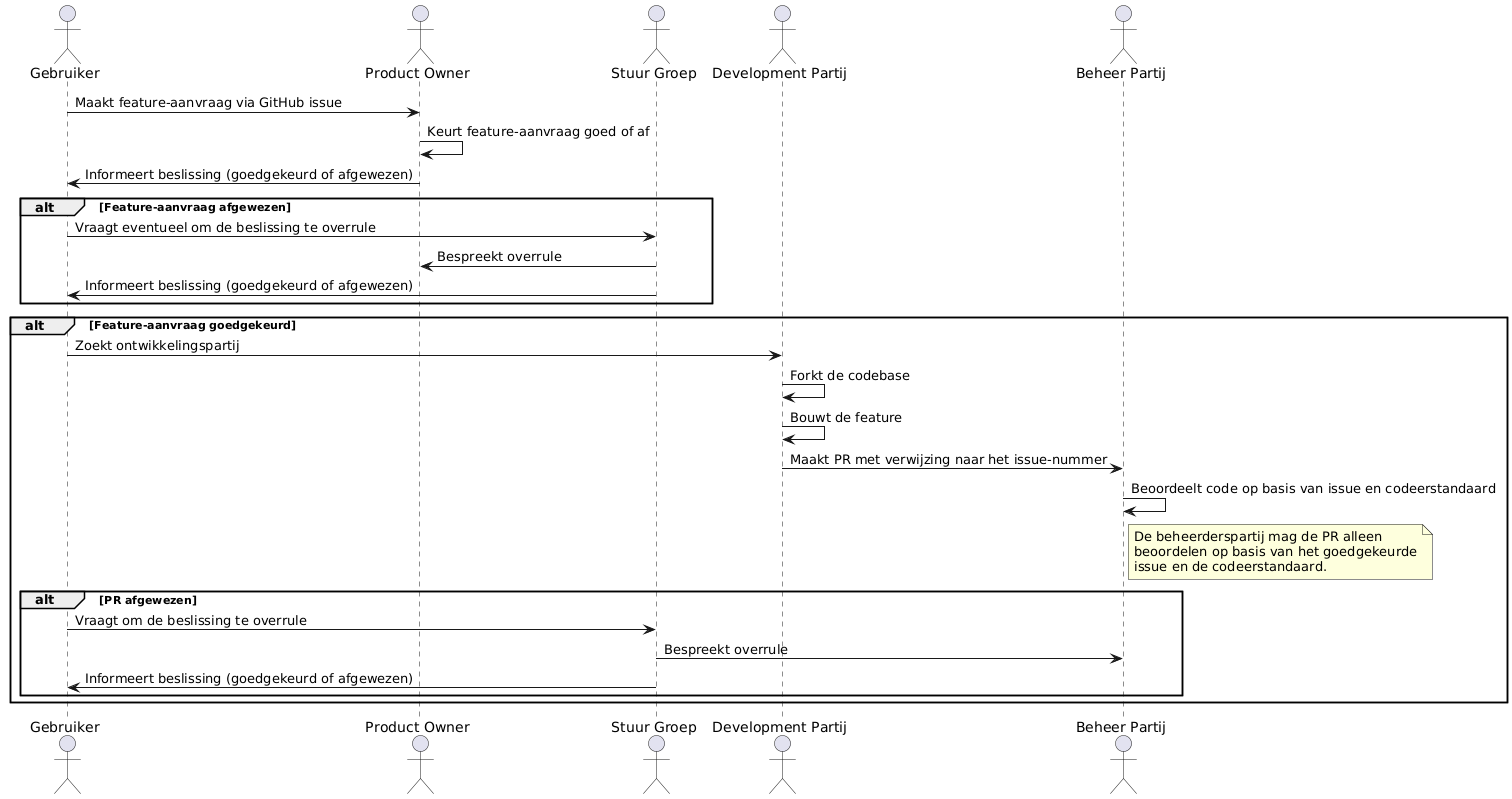 Gebruiker
Product Owner
Stuur Groep
Development Partij
Beheer Partij
Maakt feature-aanvraag via GitHub issue
Keurt feature-aanvraag goed of af
Informeert beslissing (goedgekeurd of afgewezen)
alt
[Feature-aanvraag afgewezen]
Vraagt eventueel om de beslissing te overrule
Bespreekt overrule
Informeert beslissing (goedgekeurd of afgewezen)
alt
[Feature-aanvraag goedgekeurd]
Zoekt ontwikkelingspartij
Forkt de codebase
Bouwt de feature
Maakt PR met verwijzing naar het issue-nummer
Beoordeelt code op basis van issue en codeerstandaard
De beheerderspartij mag de PR alleen
beoordelen op basis van het goedgekeurde
issue en de codeerstandaard.
alt
[PR afgewezen]
Vraagt om de beslissing te overrule
Bespreekt overrule
Informeert beslissing (goedgekeurd of afgewezen)
Gebruiker
Product Owner
Stuur Groep
Development Partij
Beheer Partij